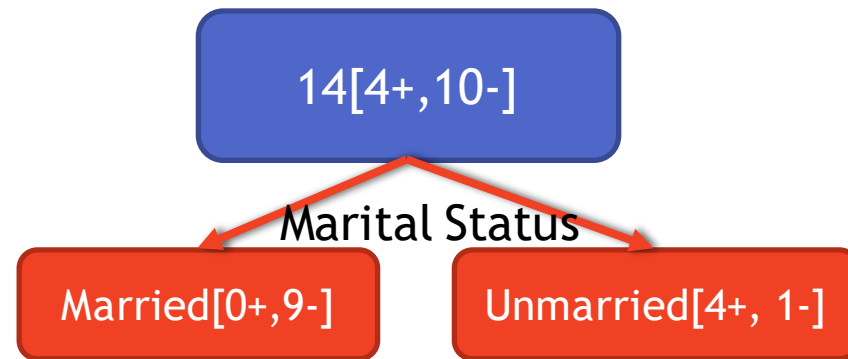 14[4+,10-]
Marital Status
Married[0+,9-]
Unmarried[4+, 1-]